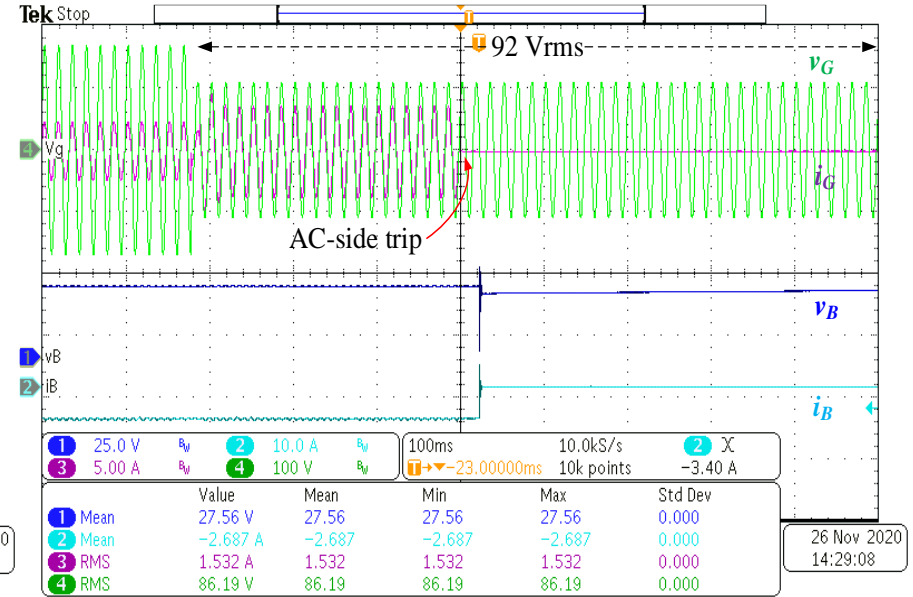 Tek Stop
T
T 92 Vrms
vG
4 Vg
iG
AC-side trip
vB
1 vB
2 iB
iB
1 25.0 V BW 2 10.0 A BW
3 5.00 A BW 4 100 V BW
100ms 10.0kS/s 2
T→▼−23.00000ms 10k points −3.40 A
Value Mean Min Max Std Dev
1 Mean 27.56 V 27.56 27.56 27.56 0.000
2 Mean −2.687 A −2.687 −2.687 −2.687 0.000
3 RMS 1.532 A 1.532 1.532 1.532 0.000
4 RMS 86.19 V 86.19 86.19 86.19 0.000
0
26 Nov 2020
14:29:08